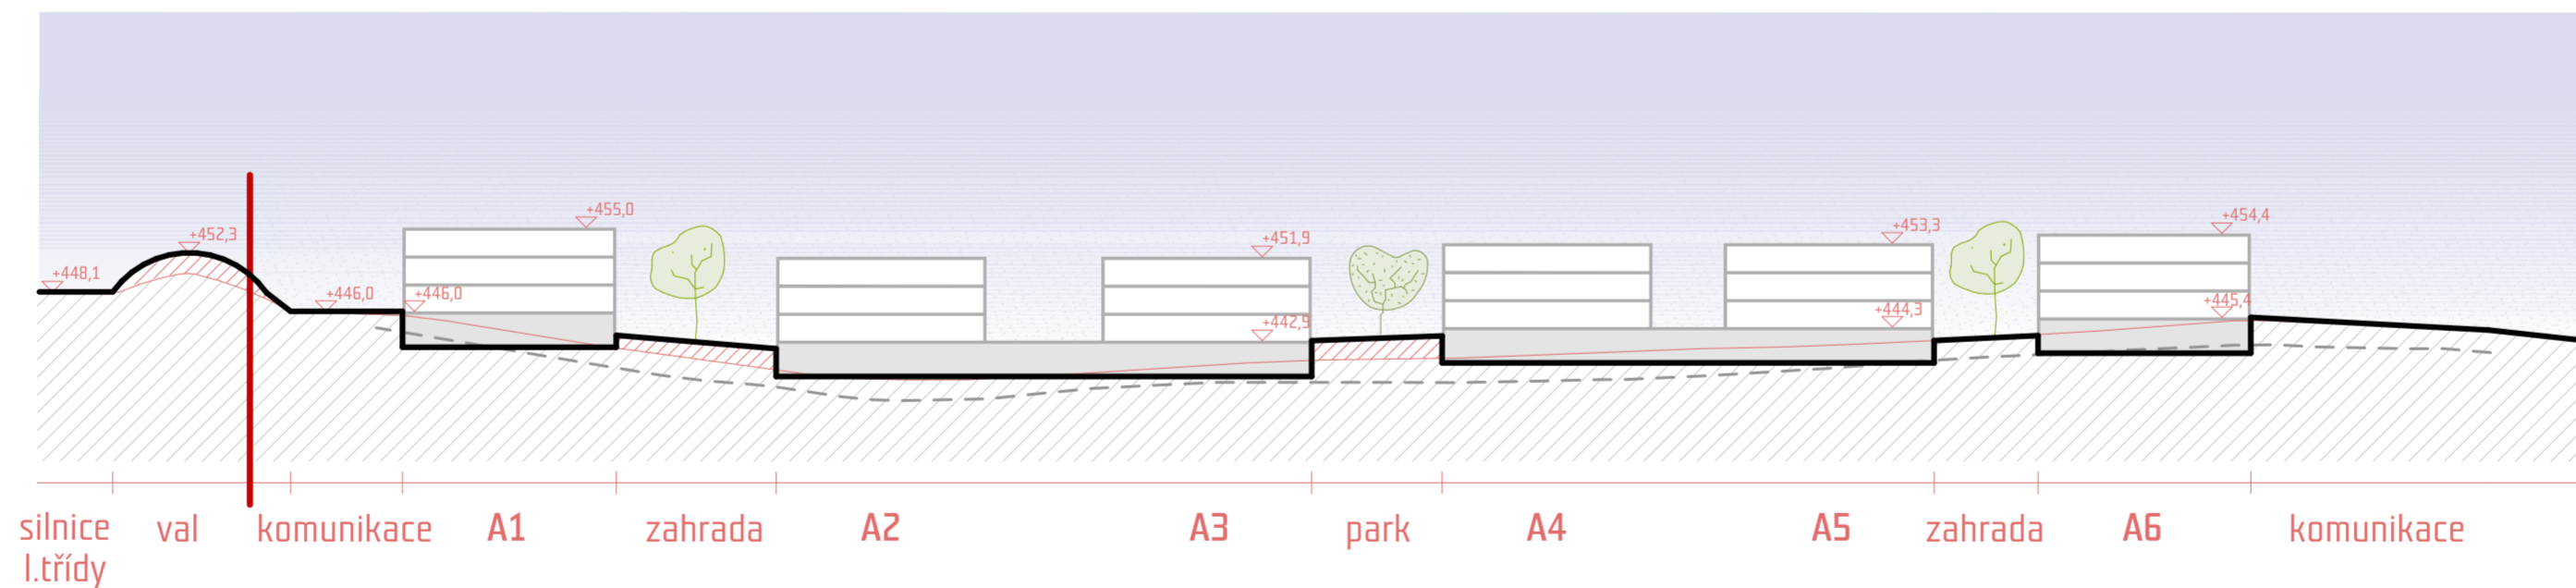 +448,1
+452,3
+446,0
+446,0
+455,0
+451,9
+442,9
+453,3
+444,3
+454,4
+445,4
silnice
I.třídy
val
komunikace
A1
zahrada
A2
A3
park
A4
A5
zahrada
A6
komunikace